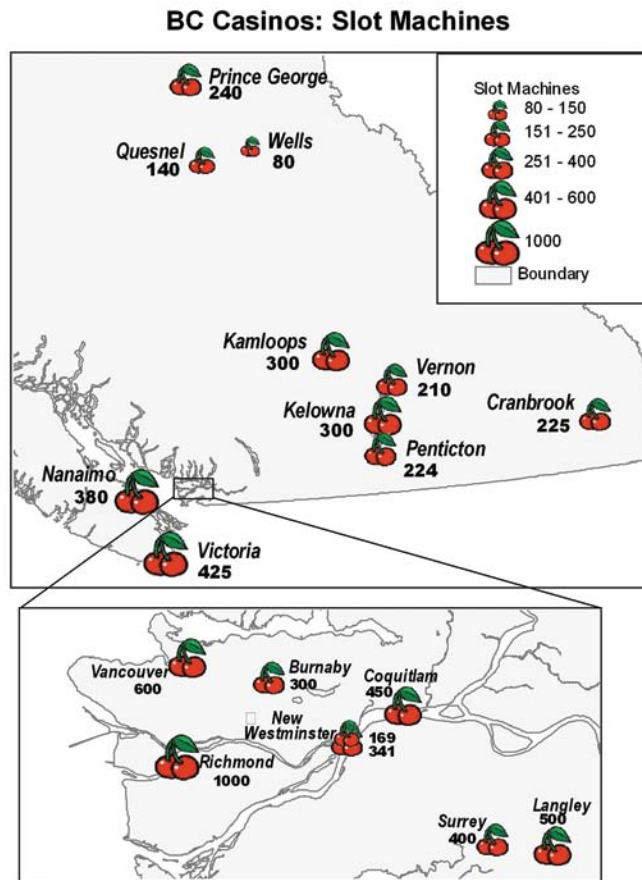 BC Casinos: Slot Machines
Prince George
240
Wells
80
Quesnel
140
Slot Machines
80 - 150
151 - 250
251 - 400
401 - 600
1000
Boundary
Kamloops
300
Vernon
210
Kelowna
300
Cranbrook
225
Penticton
224
Nanaimo
380
Victoria
425
Vancouver
600
Burnaby
300
Coquitlam
450
New
Westminster
169
341
Richmond
1000
Surrey
400
Langley
500